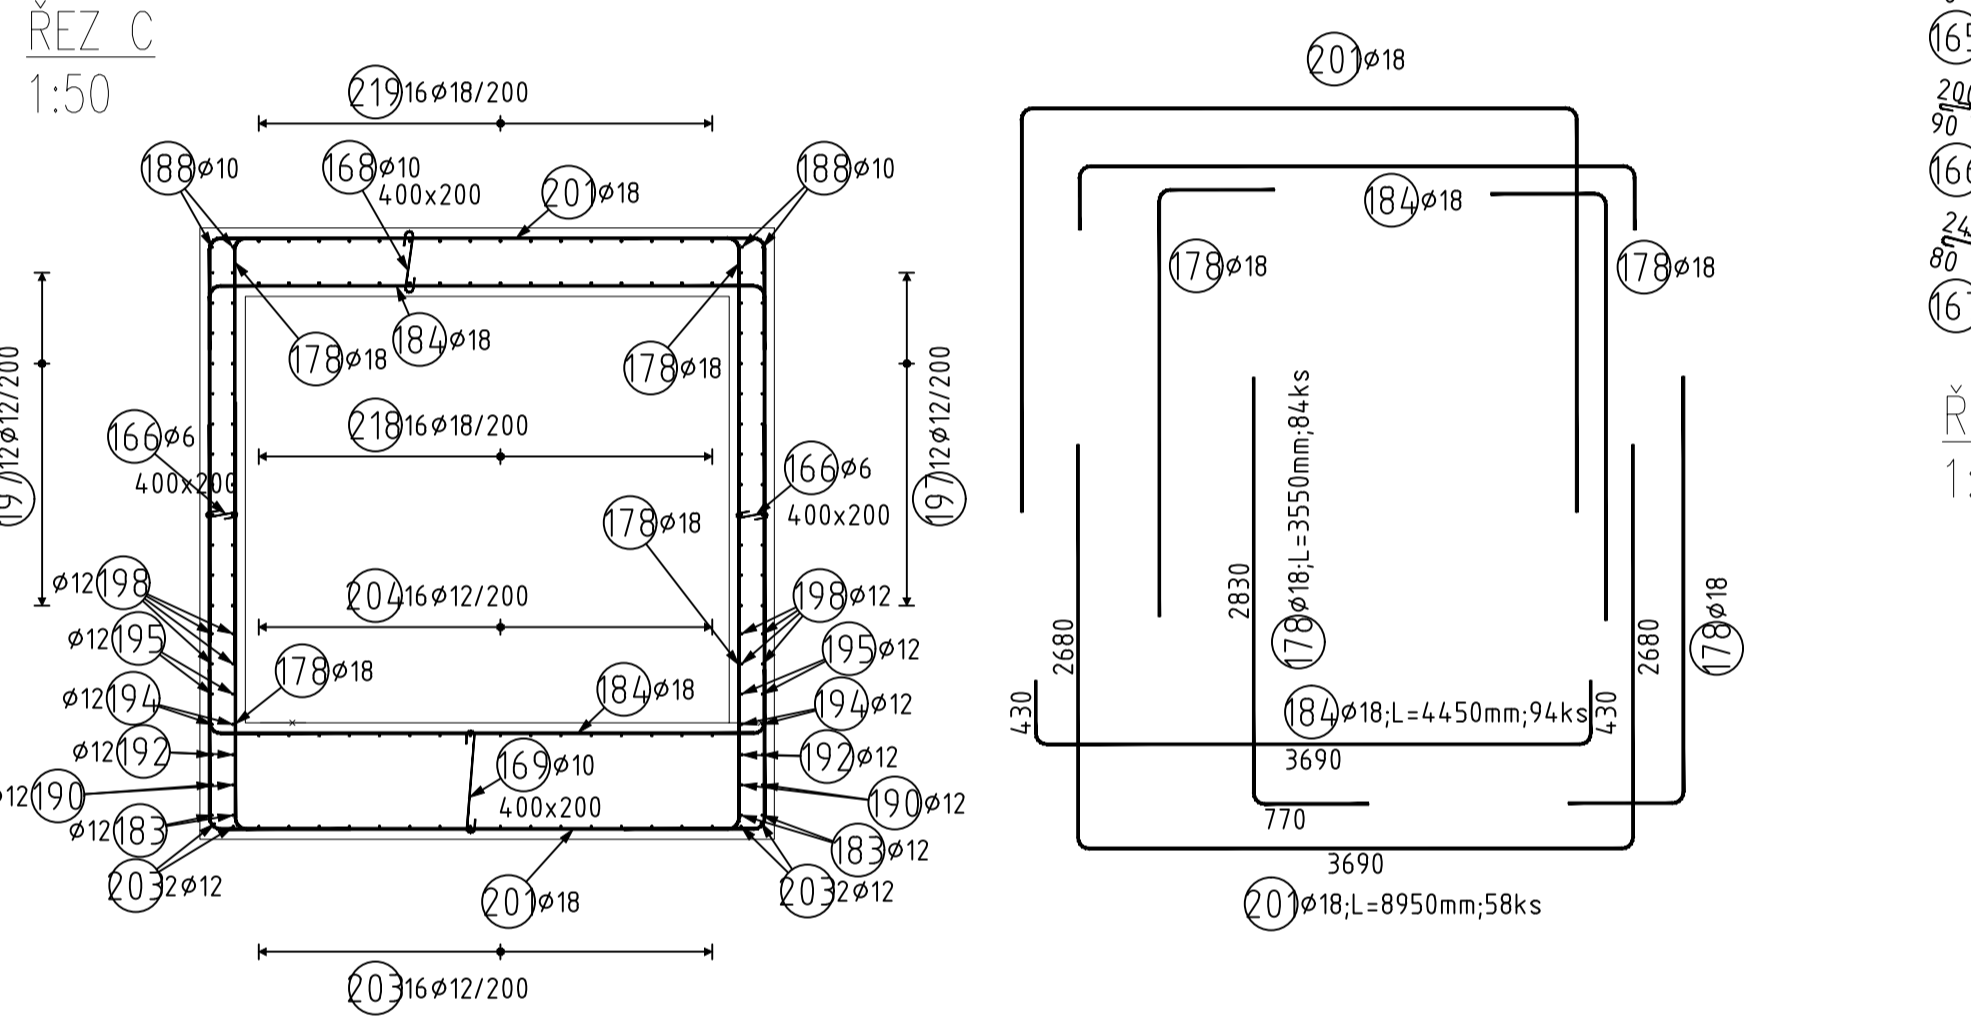 ŘEZ C
1:50
219 16ø18/200
188 ø10
168 ø10
400x200
201 ø18
188 ø10
178 ø18
184 ø18
178 ø18
197 12ø12/200
197 12ø12/200
218 16ø18/200
166 ø6
400x200
166 ø6
400x200
178 ø18
204 16ø12/200
ø12 198
198 ø12
ø12 195
195 ø12
178 ø18
184 ø18
ø12 194
194 ø12
ø12 192
192 ø12
169 ø10
400x200
ø12 190
190 ø12
ø12 183
183 ø12
203 2ø12
203 2ø12
201 ø18
203 16ø12/200
201 ø18
184 ø18
178 ø18
178 ø18
2830
178 ø18;L=3550mm;84ks
2680
2680
178 ø18
430
184 ø18;L=4450mm;94ks
430
3690
770
3690
201 ø18;L=8950mm;58ks
90
166
80
Ř